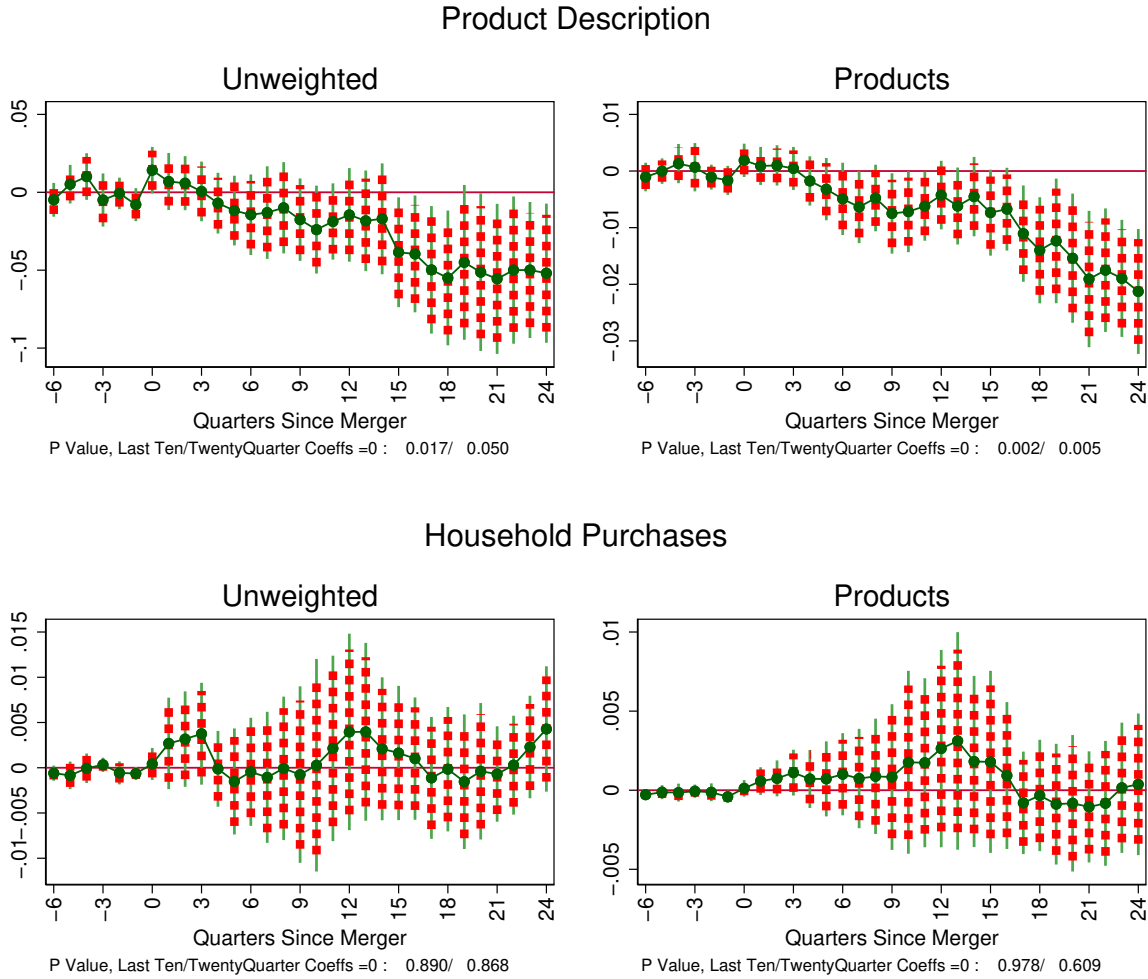 Product Description
Unweighted
.05
0
-.05
-.1
-6 -3 0 3 6 9 12 15 18 21 24
Quarters Since Merger
P Value, Last Ten/TwentyQuarter Coeffs =0 : 0.017/ 0.050
Products
.01
0
-.01
-.02
-.03
-6 -3 0 3 6 9 12 15 18 21 24
Quarters Since Merger
P Value, Last Ten/TwentyQuarter Coeffs =0 : 0.002/ 0.005
Household Purchases
Unweighted
.015
.01
.005
0
-.005
-.01
-6 -3 0 3 6 9 12 15 18 21 24
Quarters Since Merger
P Value, Last Ten/TwentyQuarter Coeffs =0 : 0.890/ 0.868
Products
.01
.005
0
-.005
-6 -3 0 3 6 9 12 15 18 21 24
Quarters Since Merger
P Value, Last Ten/TwentyQuarter Coeffs =0 : 0.978/ 0.609